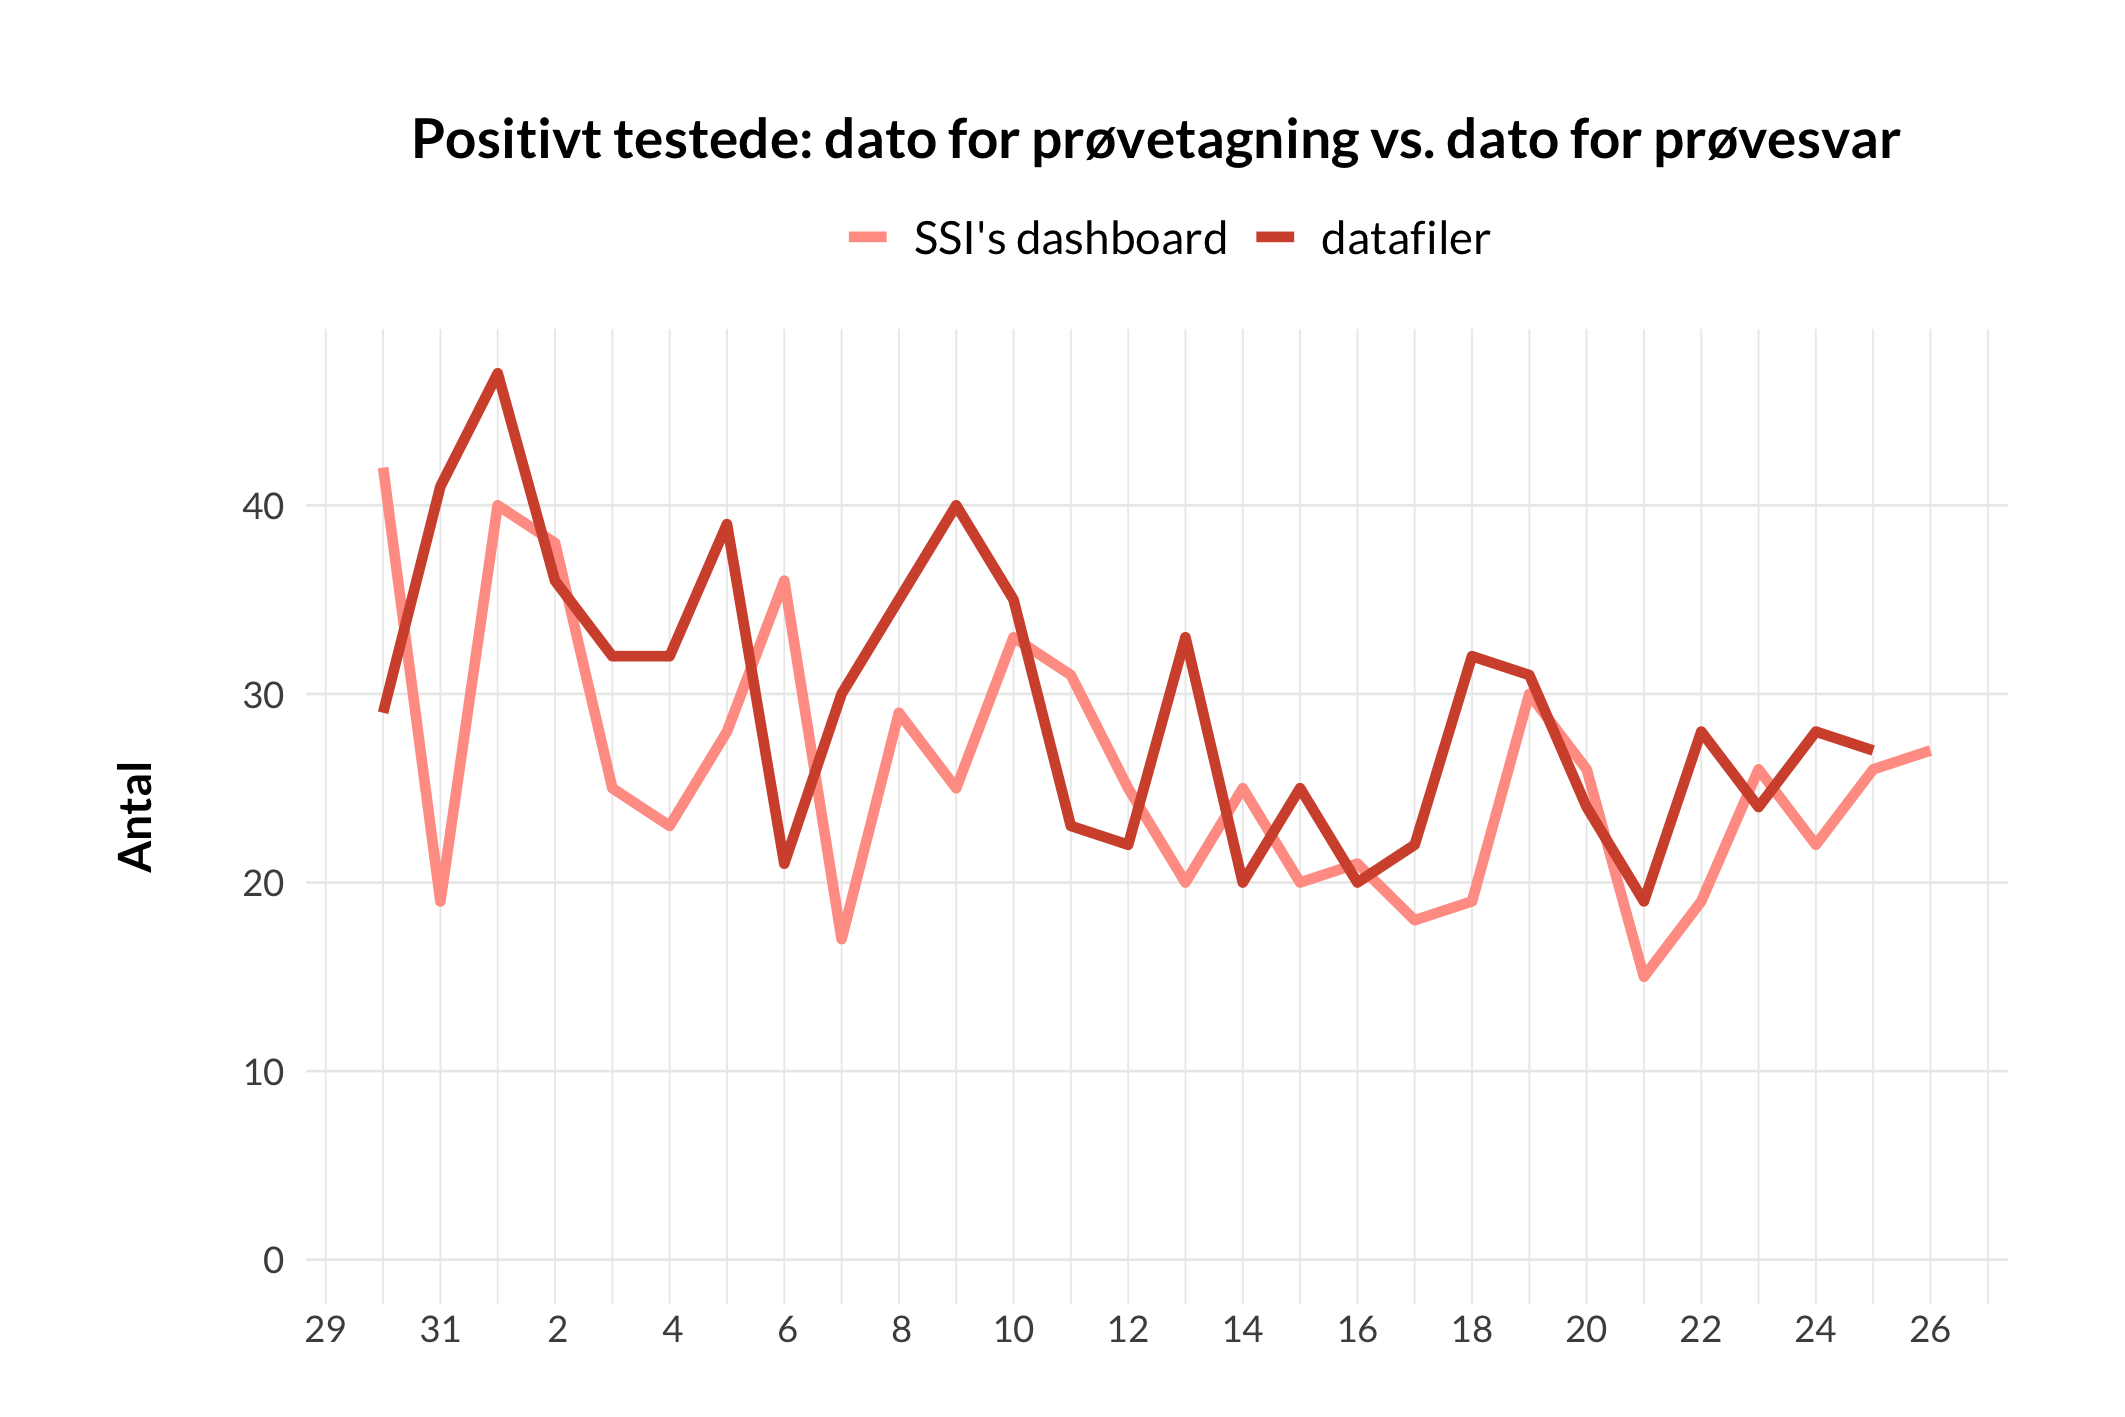 Positivt testede: dato for prøvetagning vs. dato for prøvesvar
SSI's dashboard datafiler
Antal
40
30
20
10
0
29 31 2 4 6 8 10 12 14 16 18 20 22 24 26